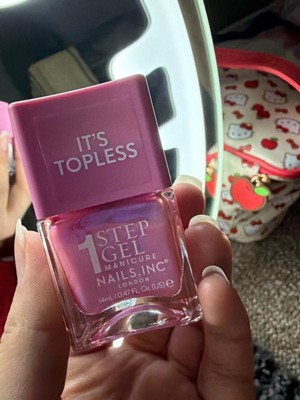 IT'S
TOPLESS
1 STEP
GEL
MANICURE
NAILS.INC®
LONDON
14mL / 0.47 FL.Oz.(US) ℮